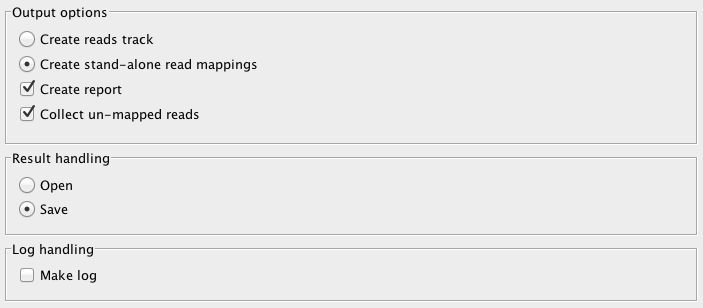 Output options
Create reads track
Create stand-alone read mappings
Create report
Collect un-mapped reads
Result handling
Open
Save
Log handling
Make log